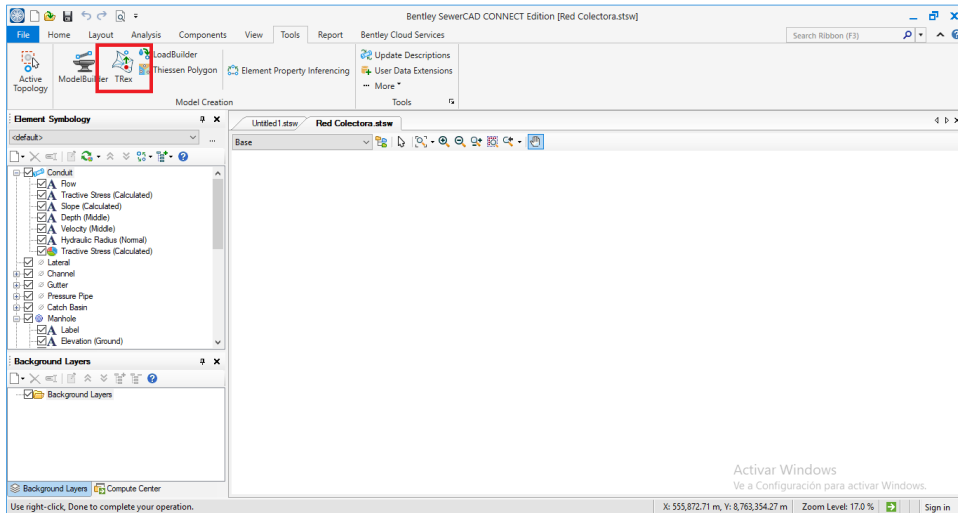 Bentley SewerCAD CONNECT Edition [Red Colectora.stsw]
File Home Layout Analysis Components View Tools Report Bentley Cloud Services Search Ribbon (F3)
Active Topology
ModelBuilder
TRex
LoadBuilder
Thiessen Polygon
Element Property Inferencing
Model Creation
Update Descriptions
User Data Extensions
More
Tools
Element Symbology
<default>
...
Conduit
Flow
Tractive Stress (Calculated)
Slope (Calculated)
Depth (Middle)
Velocity (Middle)
Hydraulic Radius (Normal)
Tractive Stress (Calculated)
Lateral
Channel
Gutter
Pressure Pipe
Catch Basin
Manhole
Label
Elevation (Ground)
Background Layers
Background Layers
Background Layers Compute Center
Untitled1.stsw Red Colectora.stsw
Base
Activar Windows
Ve a Configuración para activar Windows.
Use right-click, Done to complete your operation.
X: 555,872.71 m, Y: 8,763,354.27 m Zoom Level: 17.0 % Sign in